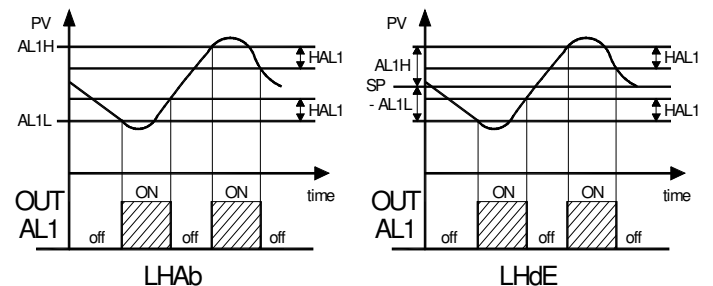 PV
AL1H
HAL1
HAL1
AL1L
time
OUT
AL1
off
ON
off
ON
off
LHAb
PV
AL1H
HAL1
SP
- AL1L
HAL1
time
OUT
AL1
off
ON
off
ON
off
LHdE